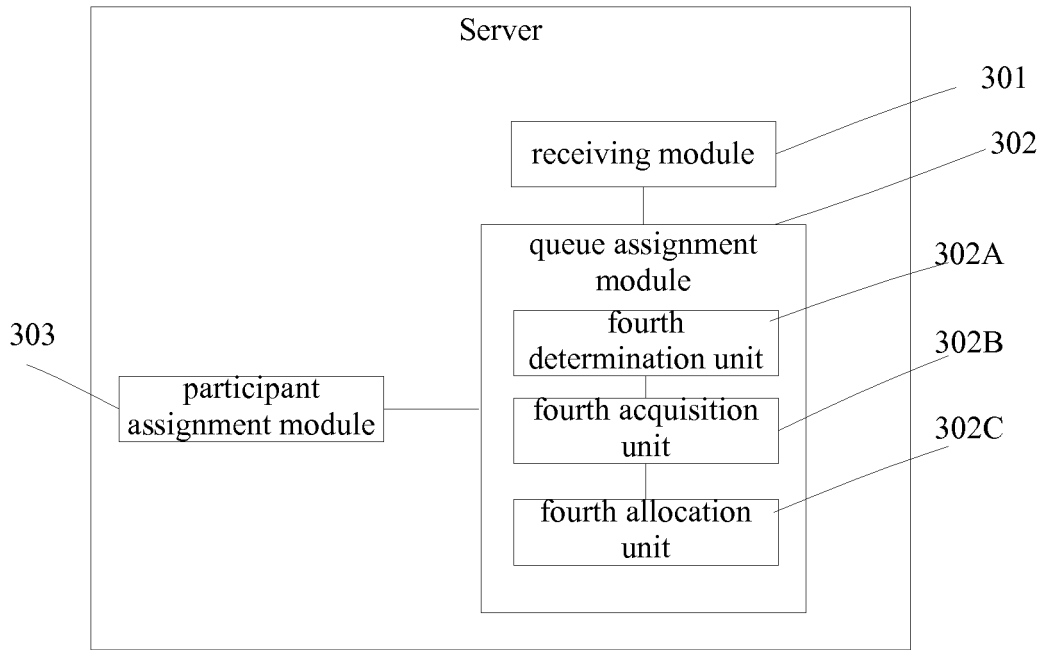 Server
301
receiving module
302
queue assignment
module
302A
fourth
determination unit
303
302B
participant
assignment module
fourth acquisition
unit
302C
fourth allocation
unit